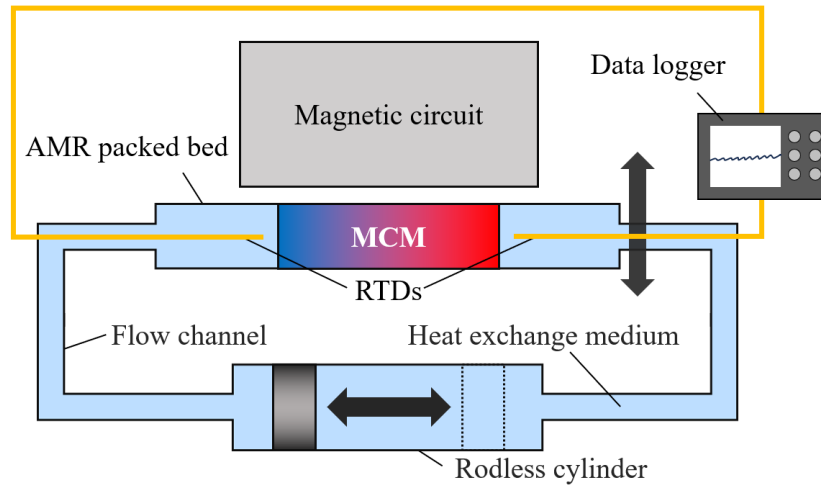 Data logger
Magnetic circuit
AMR packed bed
MCM
RTDs
Flow channel
Heat exchange medium
Rodless cylinder